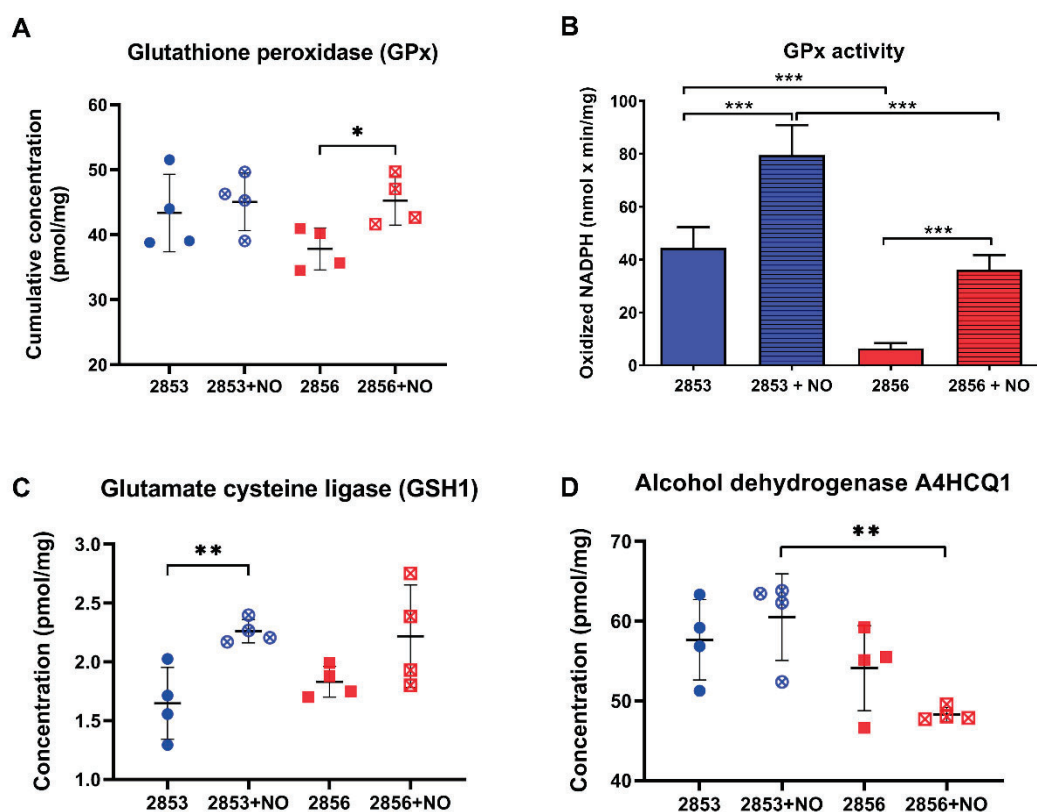 A
Glutathione peroxidase (GPx)
Cumulative concentration
(pmol/mg)
60
50
40
30
20
*
2853
2853+NO
2856
2856+NO
B
GPx activity
Oxidized NADPH (nmol x min/mg)
100
80
60
40
20
0
***
***
***
***
2853
2853 + NO
2856
2856 + NO
C
Glutamate cysteine ligase (GSH1)
Concentration (pmol/mg)
3.0
2.5
2.0
1.5
1.0
**
2853
2853+NO
2856
2856+NO
D
Alcohol dehydrogenase A4HCQ1
Concentration (pmol/mg)
70
60
50
40
**
2853
2853+NO
2856
2856+NO